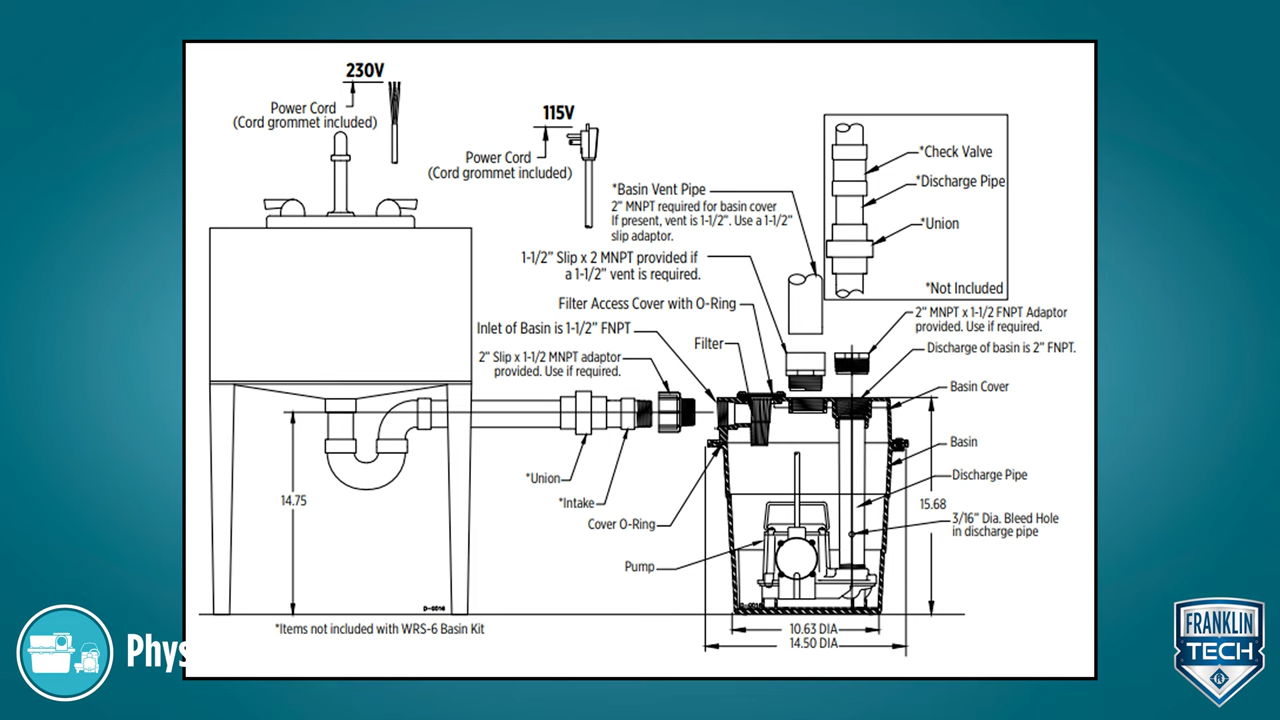 230V
Power Cord
(Cord grommet included)
115V
Power Cord
(Cord grommet included)
*Check Valve
*Discharge Pipe
*Union
*Not Included
*Basin Vent Pipe
2" MNPT required for basin cover
If present, vent is 1-1/2". Use a 1-1/2"
slip adaptor.
1-1/2" Slip x 2 MNPT provided if
a 1-1/2" vent is required.
Filter Access Cover with O-Ring
Inlet of Basin is 1-1/2" FNPT
Filter
2" Slip x 1-1/2 MNPT adaptor
provided. Use if required.
2" MNPT x 1-1/2 FNPT Adaptor
provided. Use if required.
Discharge of basin is 2" FNPT.
Basin Cover
Basin
Discharge Pipe
15.68
3/16" Dia. Bleed Hole
in discharge pipe
*Union
*Intake
Cover O-Ring
Pump
14.75
D-0016
D-0016
10.63 DIA
14.50 DIA
*Items not included with WRS-6 Basin Kit
Phys
FRANKLIN
TECH